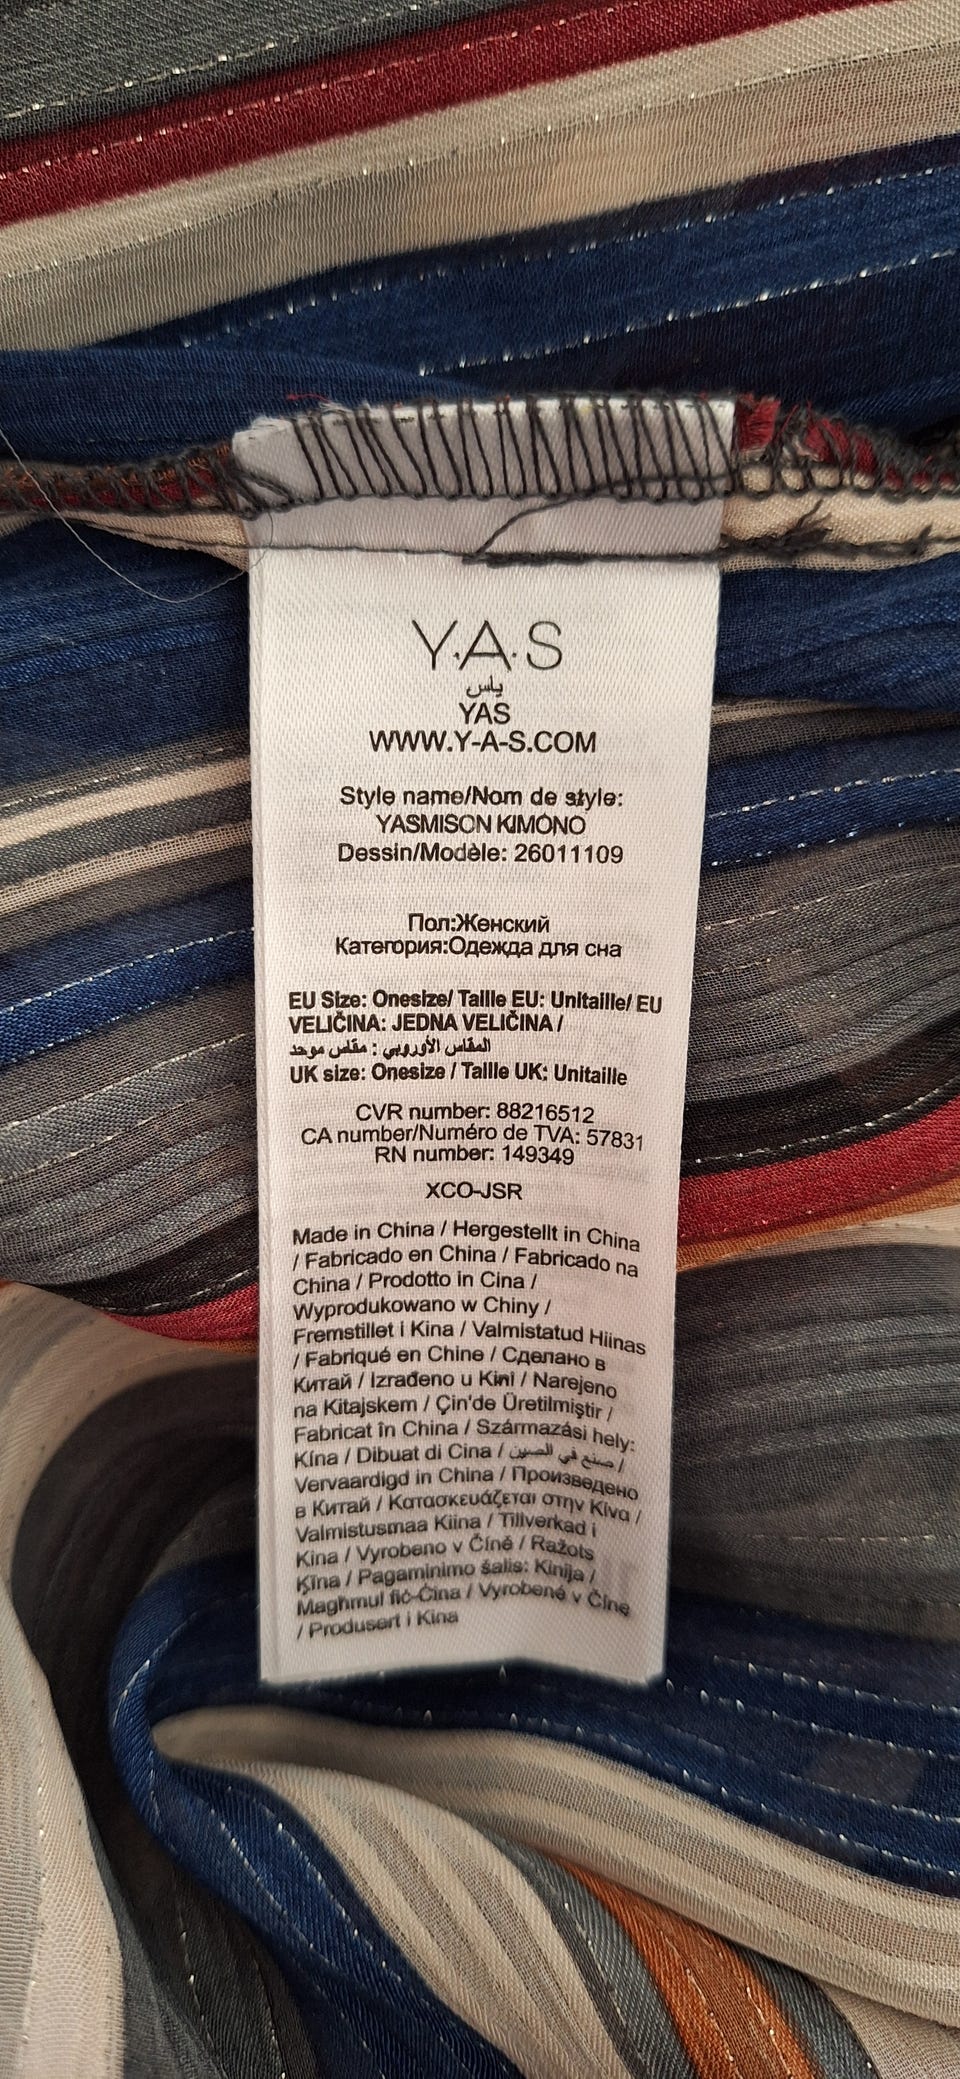 Y.A.S
ياس
YAS
WWW.Y-A-S.COM
Style name/Nom de style:
YASMISON KIMONO
Dessin/Modèle: 26011109
Пол:Женский
Категория:Одежда для сна
EU Size: Onesize/ Taille EU: Unitaille/ EU
VELIČINA: JEDNA VELIČINA /
المقاس الأوروبي : مقاس موحد
UK size: Onesize / Taille UK: Unitaille
CVR number: 88216512
CA number/Numéro de TVA: 57831
RN number: 149349
XCO-JSR
Made in China / Hergestellt in China
/ Fabricado en China / Fabricado na
China / Prodotto in Cina /
Wyprodukowano w Chiny /
Fremstillet i Kina / Valmistatud Hiinas
/ Fabriqué en Chine / Сделано в
Китай / Izrađeno u Kini / Narejeno
na Kitajskem / Çin'de Üretilmiştir /
Fabricat în China / Származási hely:
Kína / Dibuat di Cina / صنع في الصين /
Vervaardigd in China / Произведено
в Китай / Κατασκευάζεται στην Κίνα /
Valmistusmaa Kiina / Tillverkad i
Kina / Vyrobeno v Číně / Ražots
Ķīna / Pagaminimo šalis: Kinija /
Magħmul fiċ-Ċina / Vyrobené v Číne
/ Produsert i Kina